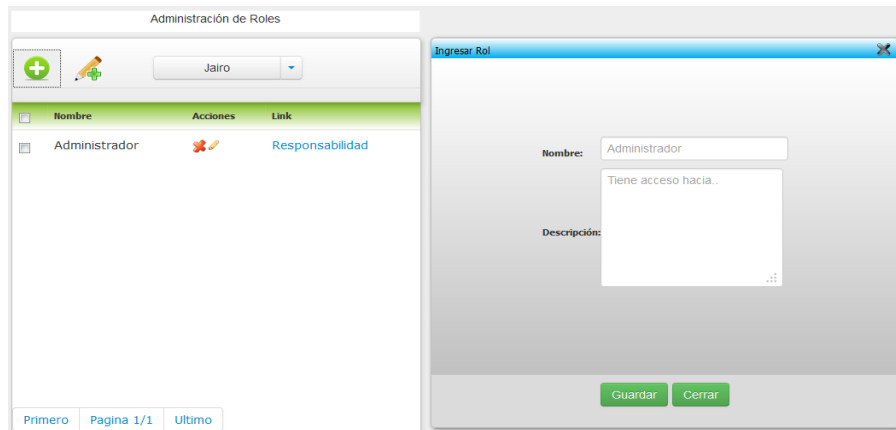 Administración de Roles
Jairo
Nombre Acciones Link
Administrador Responsabilidad
Primero Pagina 1/1 Ultimo
Ingresar Rol
Nombre: Administrador
Descripción: Tiene acceso hacia..
Guardar Cerrar